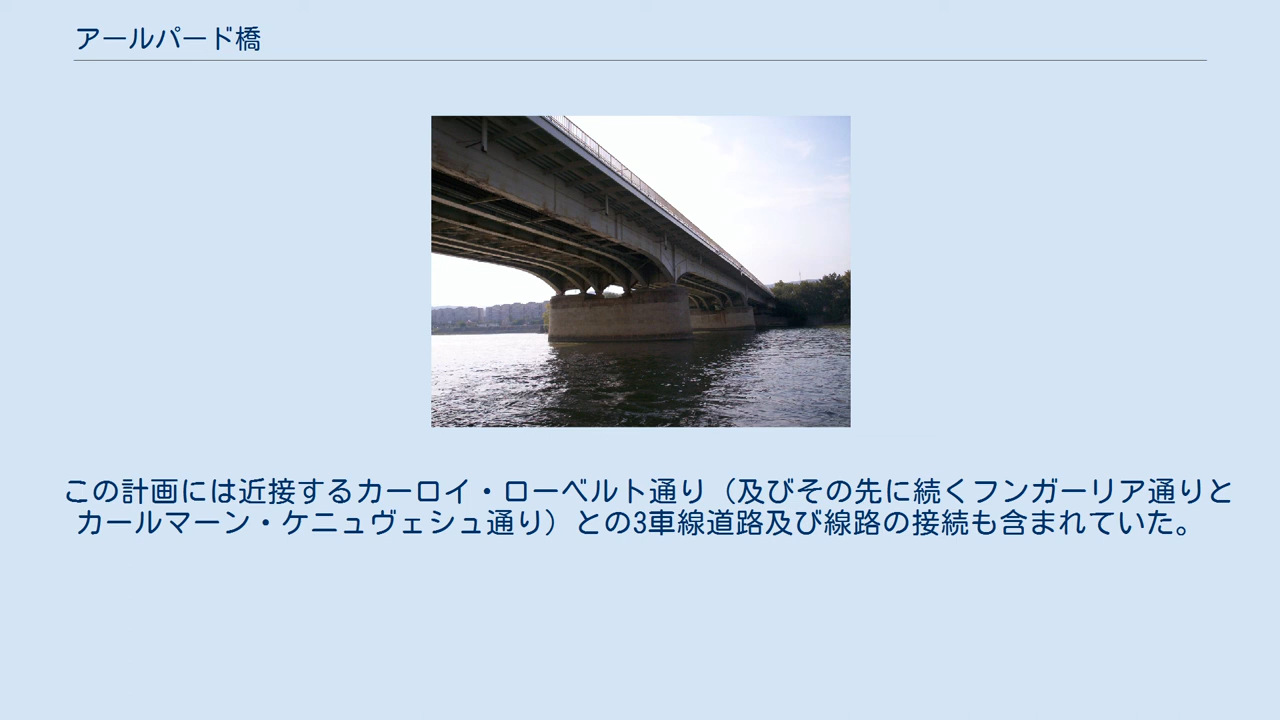 アールパード橋
この計画には近接するカーロイ・ローベルト通り（及びその先に続くフンガーリア通りと
カールマーン・ケニュヴェシュ通り）との3車線道路及び線路の接続も含まれていた。